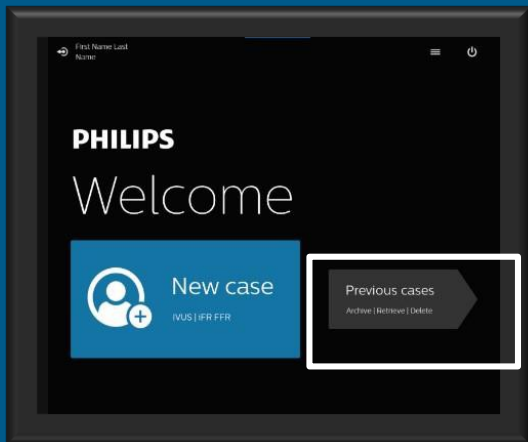 First Name Last
Name
PHILIPS
Welcome
New case
IVUS | iFR FFR
Previous cases
Archive | Retrieve | Delete